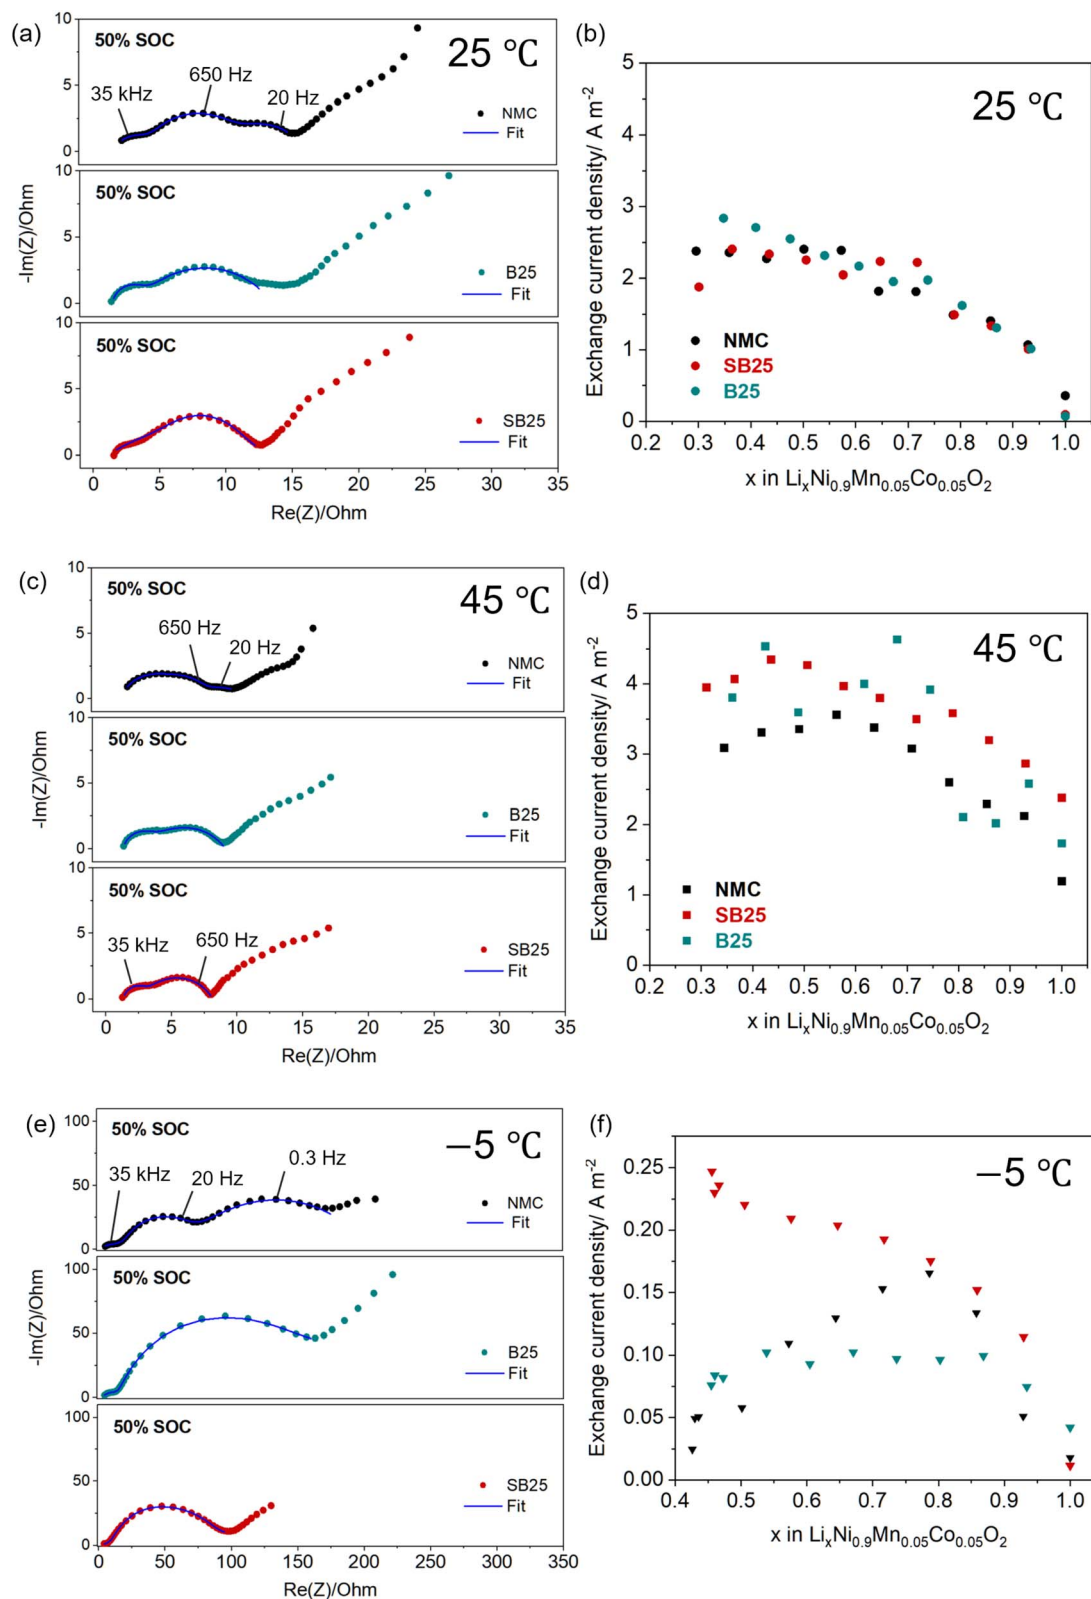 (a)
50% SOC
25 °C
35 kHz
650 Hz
20 Hz
NMC
Fit
50% SOC
B25
Fit
50% SOC
SB25
Fit
10
5
0
10
5
0
10
5
0
-Im(Z)/Ohm
0 5 10 15 20 25 30 35
Re(Z)/Ohm
(b)
25 °C
Exchange current density/ A m-2
5
4
3
2
1
0
NMC
SB25
B25
0.2 0.3 0.4 0.5 0.6 0.7 0.8 0.9 1.0
x in LixNi0.9Mn0.05Co0.05O2
(c)
50% SOC
45 °C
650 Hz
20 Hz
NMC
Fit
50% SOC
B25
Fit
50% SOC
35 kHz
650 Hz
SB25
Fit
10
5
0
10
5
0
10
5
0
-Im(Z)/Ohm
0 5 10 15 20 25 30 35
Re(Z)/Ohm
(d)
45 °C
Exchange current density/ A m-2
5
4
3
2
1
0
NMC
SB25
B25
0.2 0.3 0.4 0.5 0.6 0.7 0.8 0.9 1.0
x in LixNi0.9Mn0.05Co0.05O2
(e)
50% SOC
–5 °C
35 kHz
20 Hz
0.3 Hz
NMC
Fit
50% SOC
B25
Fit
50% SOC
SB25
Fit
100
50
0
100
50
0
100
50
0
-Im(Z)/Ohm
0 50 100 150 200 250 300 350
Re(Z)/Ohm
(f)
–5 °C
Exchange current density/ A m-2
0.25
0.20
0.15
0.10
0.05
0.00
0.4 0.5 0.6 0.7 0.8 0.9 1.0
x in LixNi0.9Mn0.05Co0.05O2